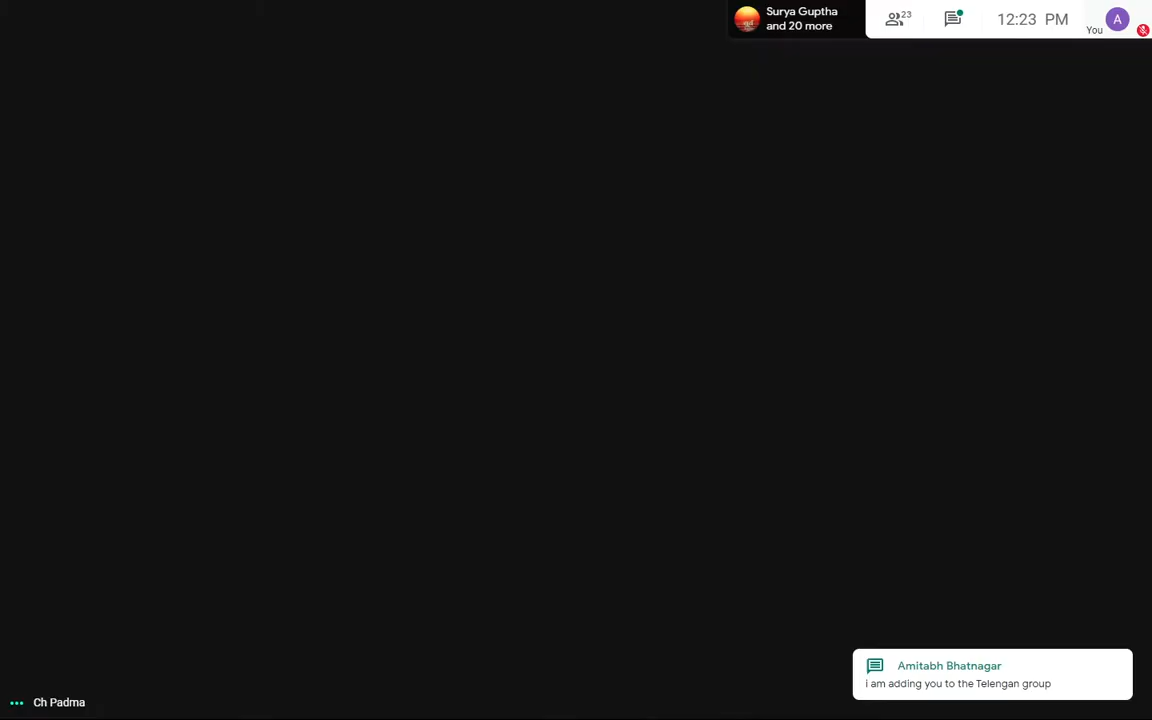 Surya Guptha
and 20 more
23
12:23 PM
You
A
Amitabh Bhatnagar
i am adding you to the Telengan group
Ch Padma